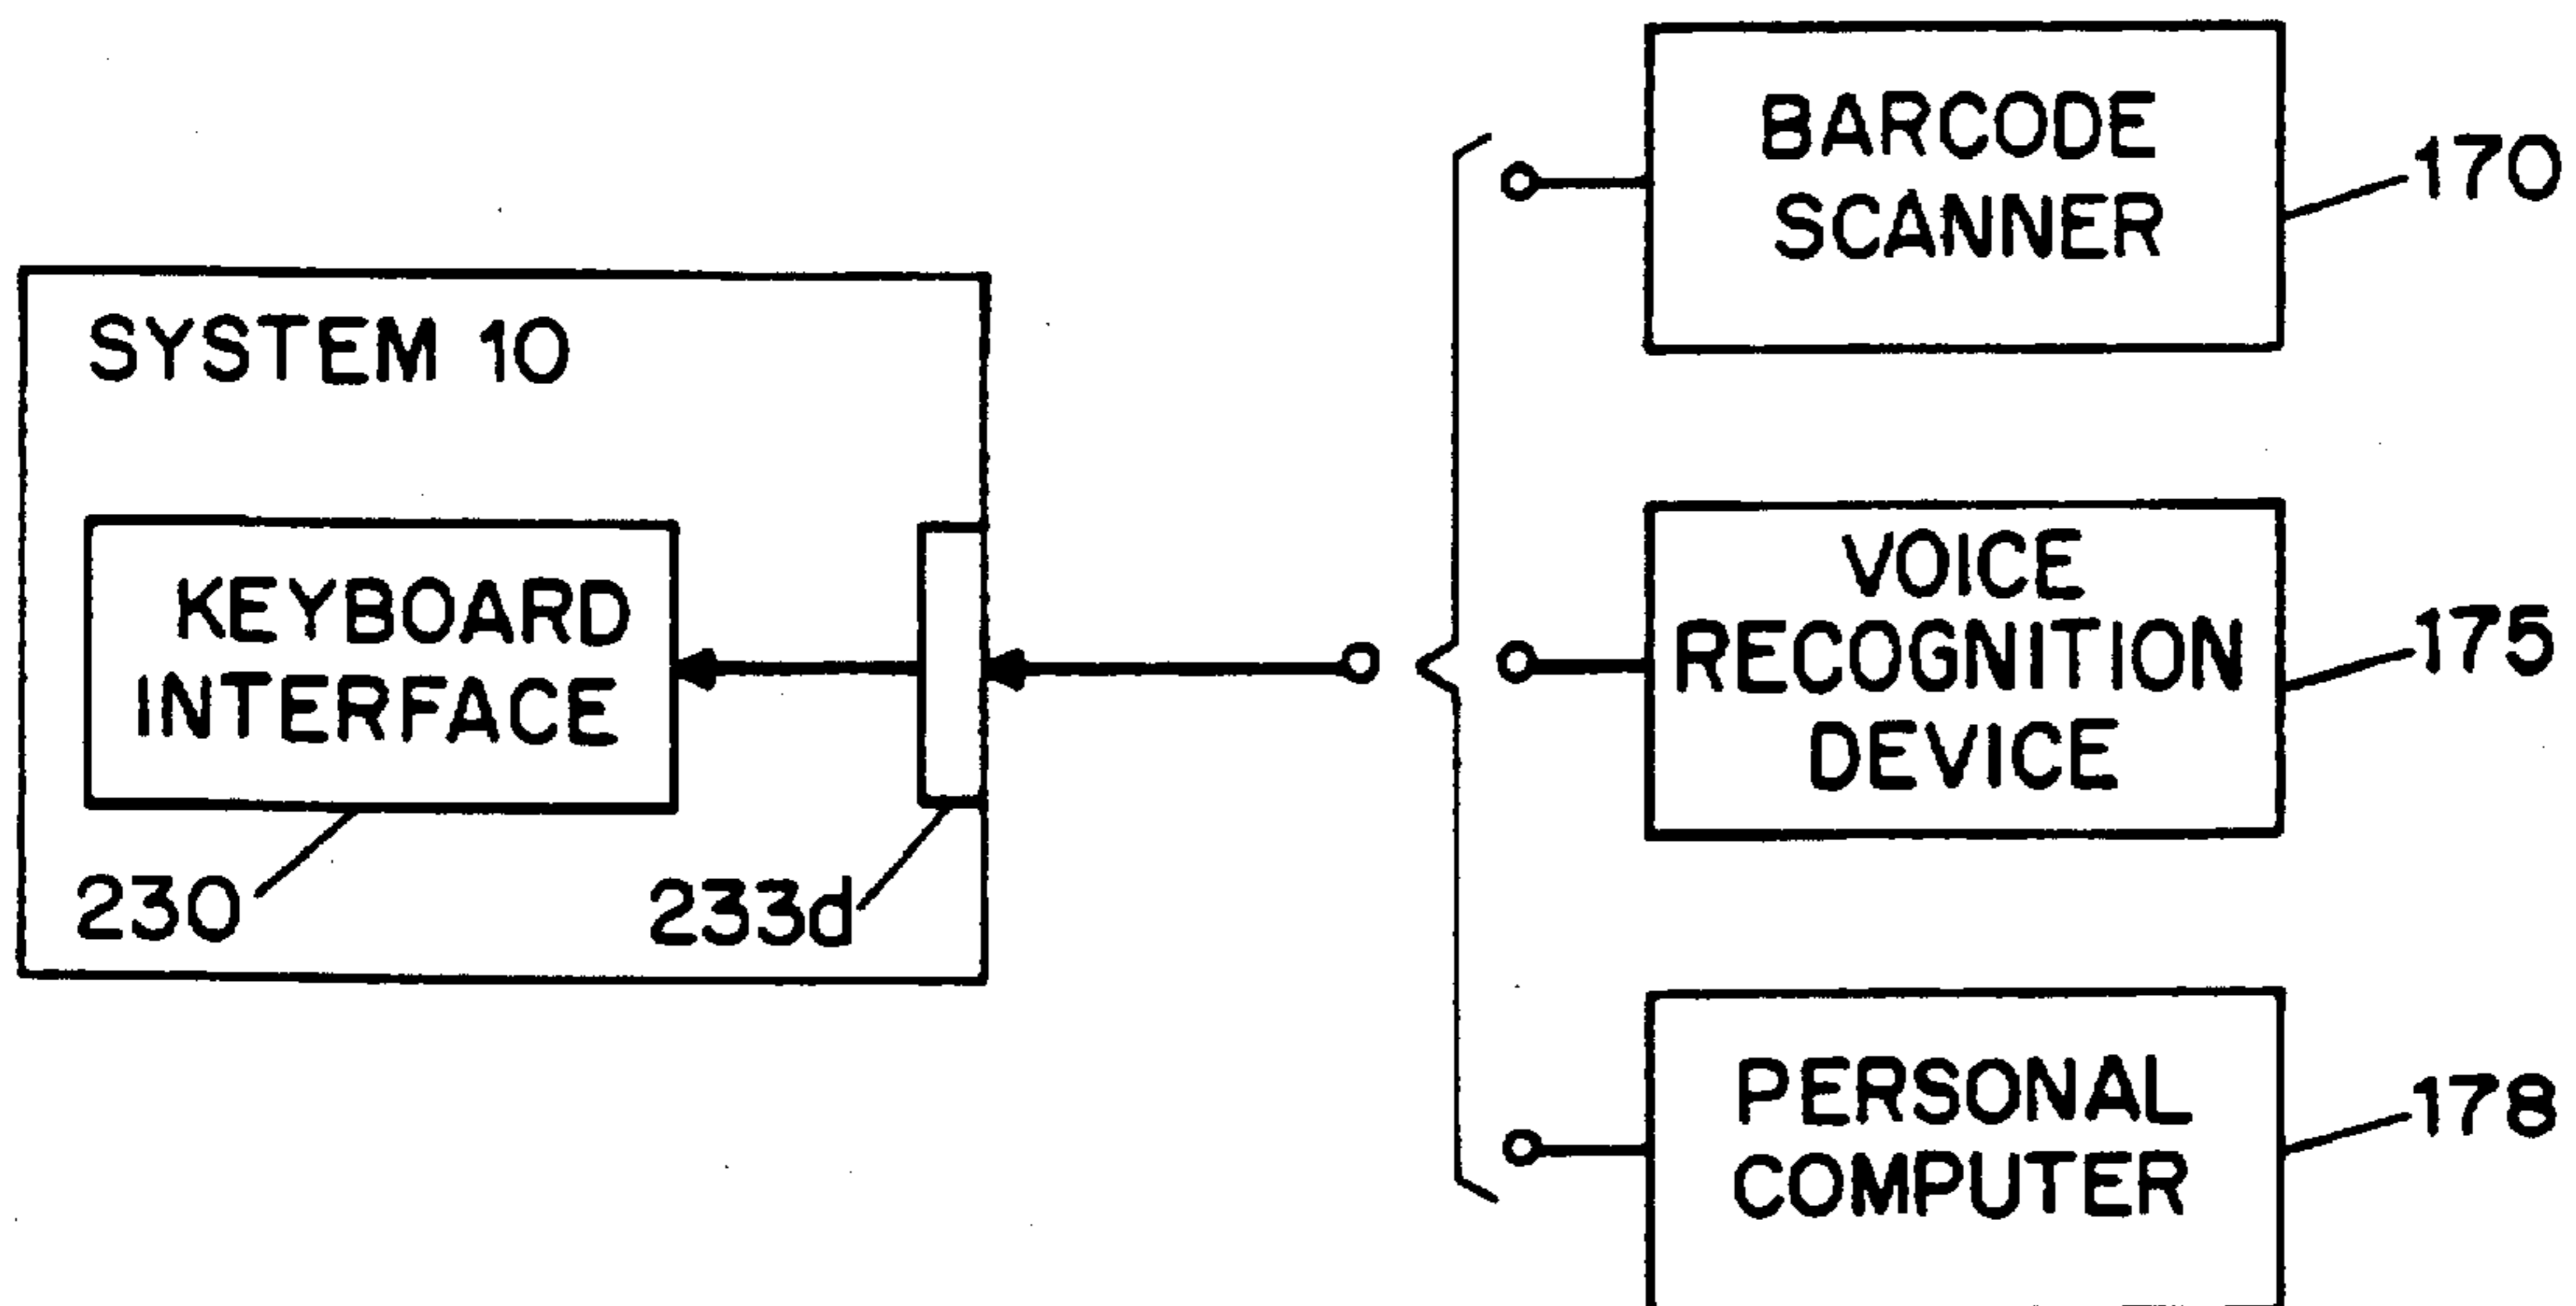 SYSTEM 10
KEYBOARD
INTERFACE
230
233d
BARCODE
SCANNER
170
VOICE
RECOGNITION
DEVICE
175
PERSONAL
COMPUTER
178